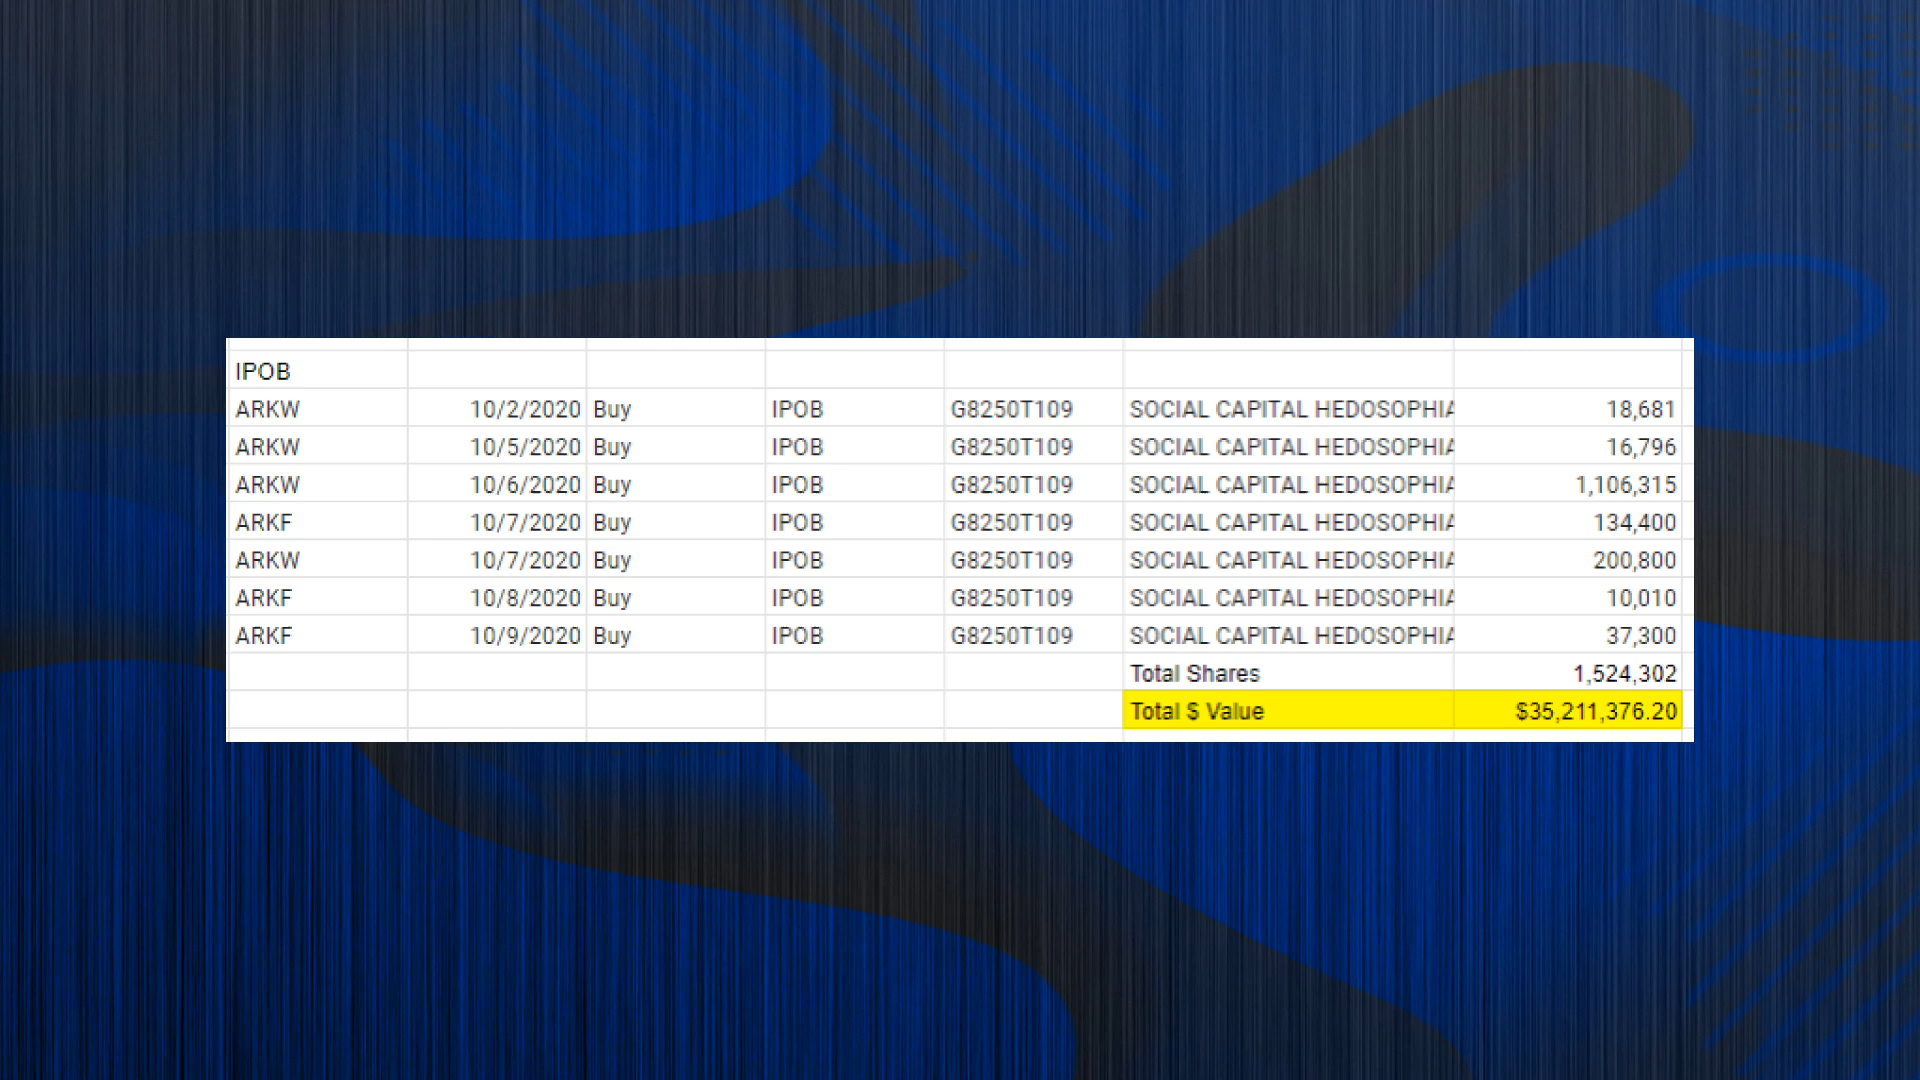 IPOB
ARKW 10/2/2020 Buy IPOB G8250T109 SOCIAL CAPITAL HEDOSOPHIA 18,681
ARKW 10/5/2020 Buy IPOB G8250T109 SOCIAL CAPITAL HEDOSOPHIA 16,796
ARKW 10/6/2020 Buy IPOB G8250T109 SOCIAL CAPITAL HEDOSOPHIA 1,106,315
ARKF 10/7/2020 Buy IPOB G8250T109 SOCIAL CAPITAL HEDOSOPHIA 134,400
ARKW 10/7/2020 Buy IPOB G8250T109 SOCIAL CAPITAL HEDOSOPHIA 200,800
ARKF 10/8/2020 Buy IPOB G8250T109 SOCIAL CAPITAL HEDOSOPHIA 10,010
ARKF 10/9/2020 Buy IPOB G8250T109 SOCIAL CAPITAL HEDOSOPHIA 37,300
Total Shares 1,524,302
Total $ Value $35,211,376.20